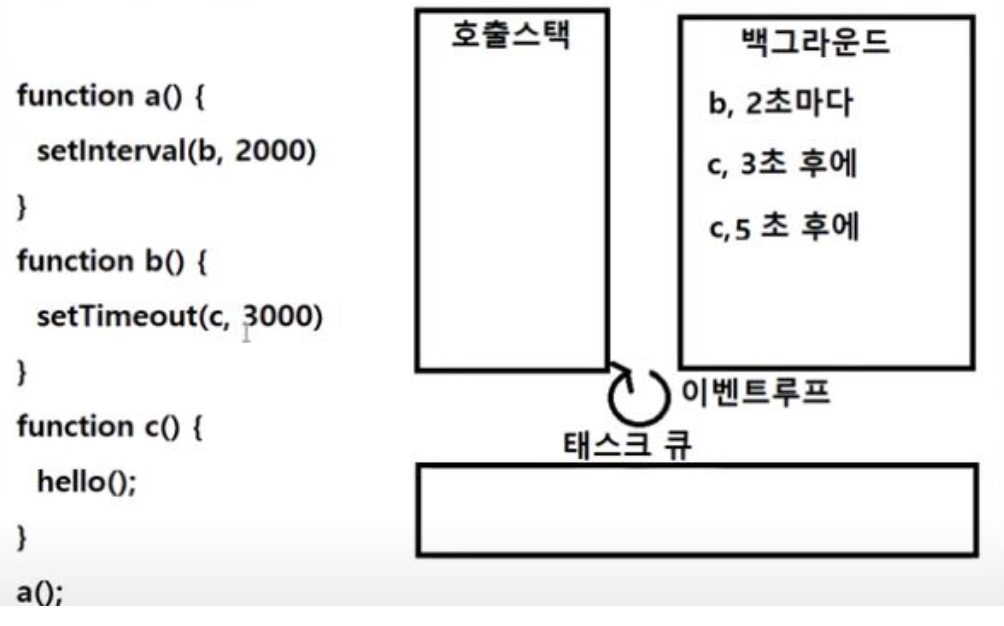 function a() {
setInterval(b, 2000)
}
function b() {
setTimeout(c, 3000)
}
function c() {
hello();
}
a();
호출스택
백그라운드
b, 2초마다
c, 3초 후에
c,5 초 후에
이벤트루프
태스크 큐